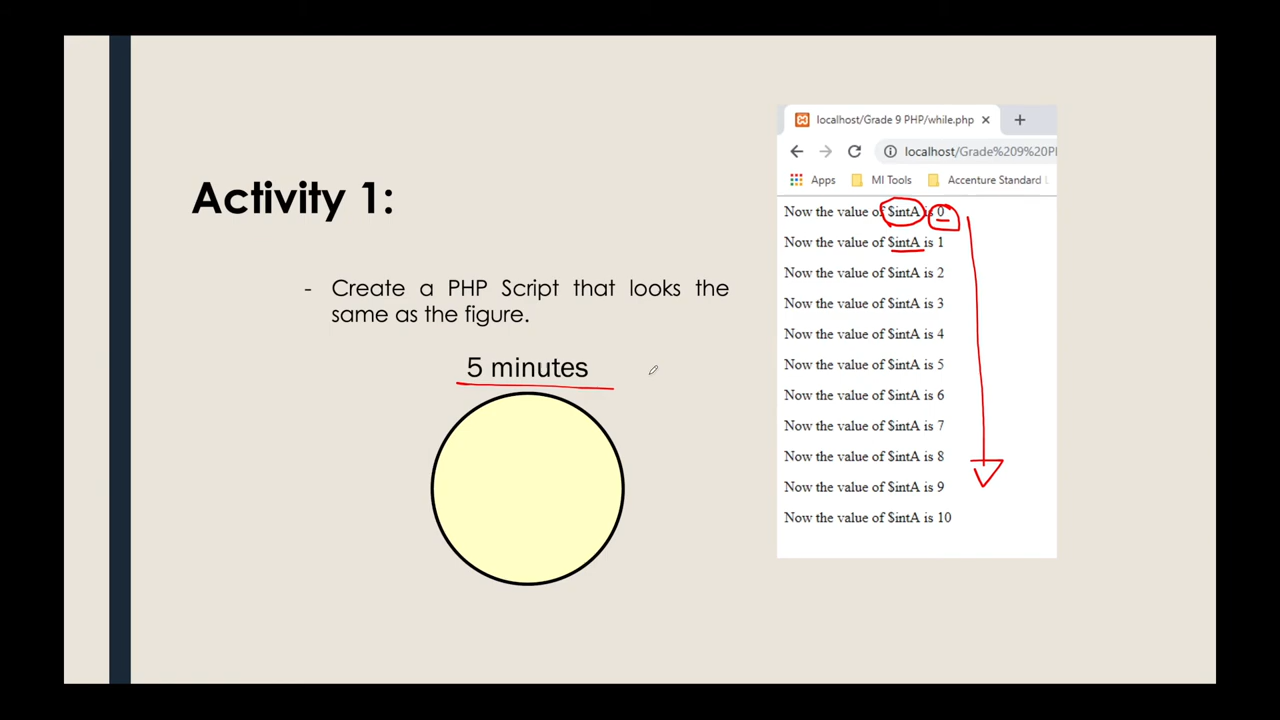 Activity 1:
- Create a PHP Script that looks the
same as the figure.
5 minutes
localhost/Grade 9 PHP/while.php
localhost/Grade%209%20PI
Apps MI Tools Accenture Standard L
Now the value of $intA is 0
Now the value of $intA is 1
Now the value of $intA is 2
Now the value of $intA is 3
Now the value of $intA is 4
Now the value of $intA is 5
Now the value of $intA is 6
Now the value of $intA is 7
Now the value of $intA is 8
Now the value of $intA is 9
Now the value of $intA is 10